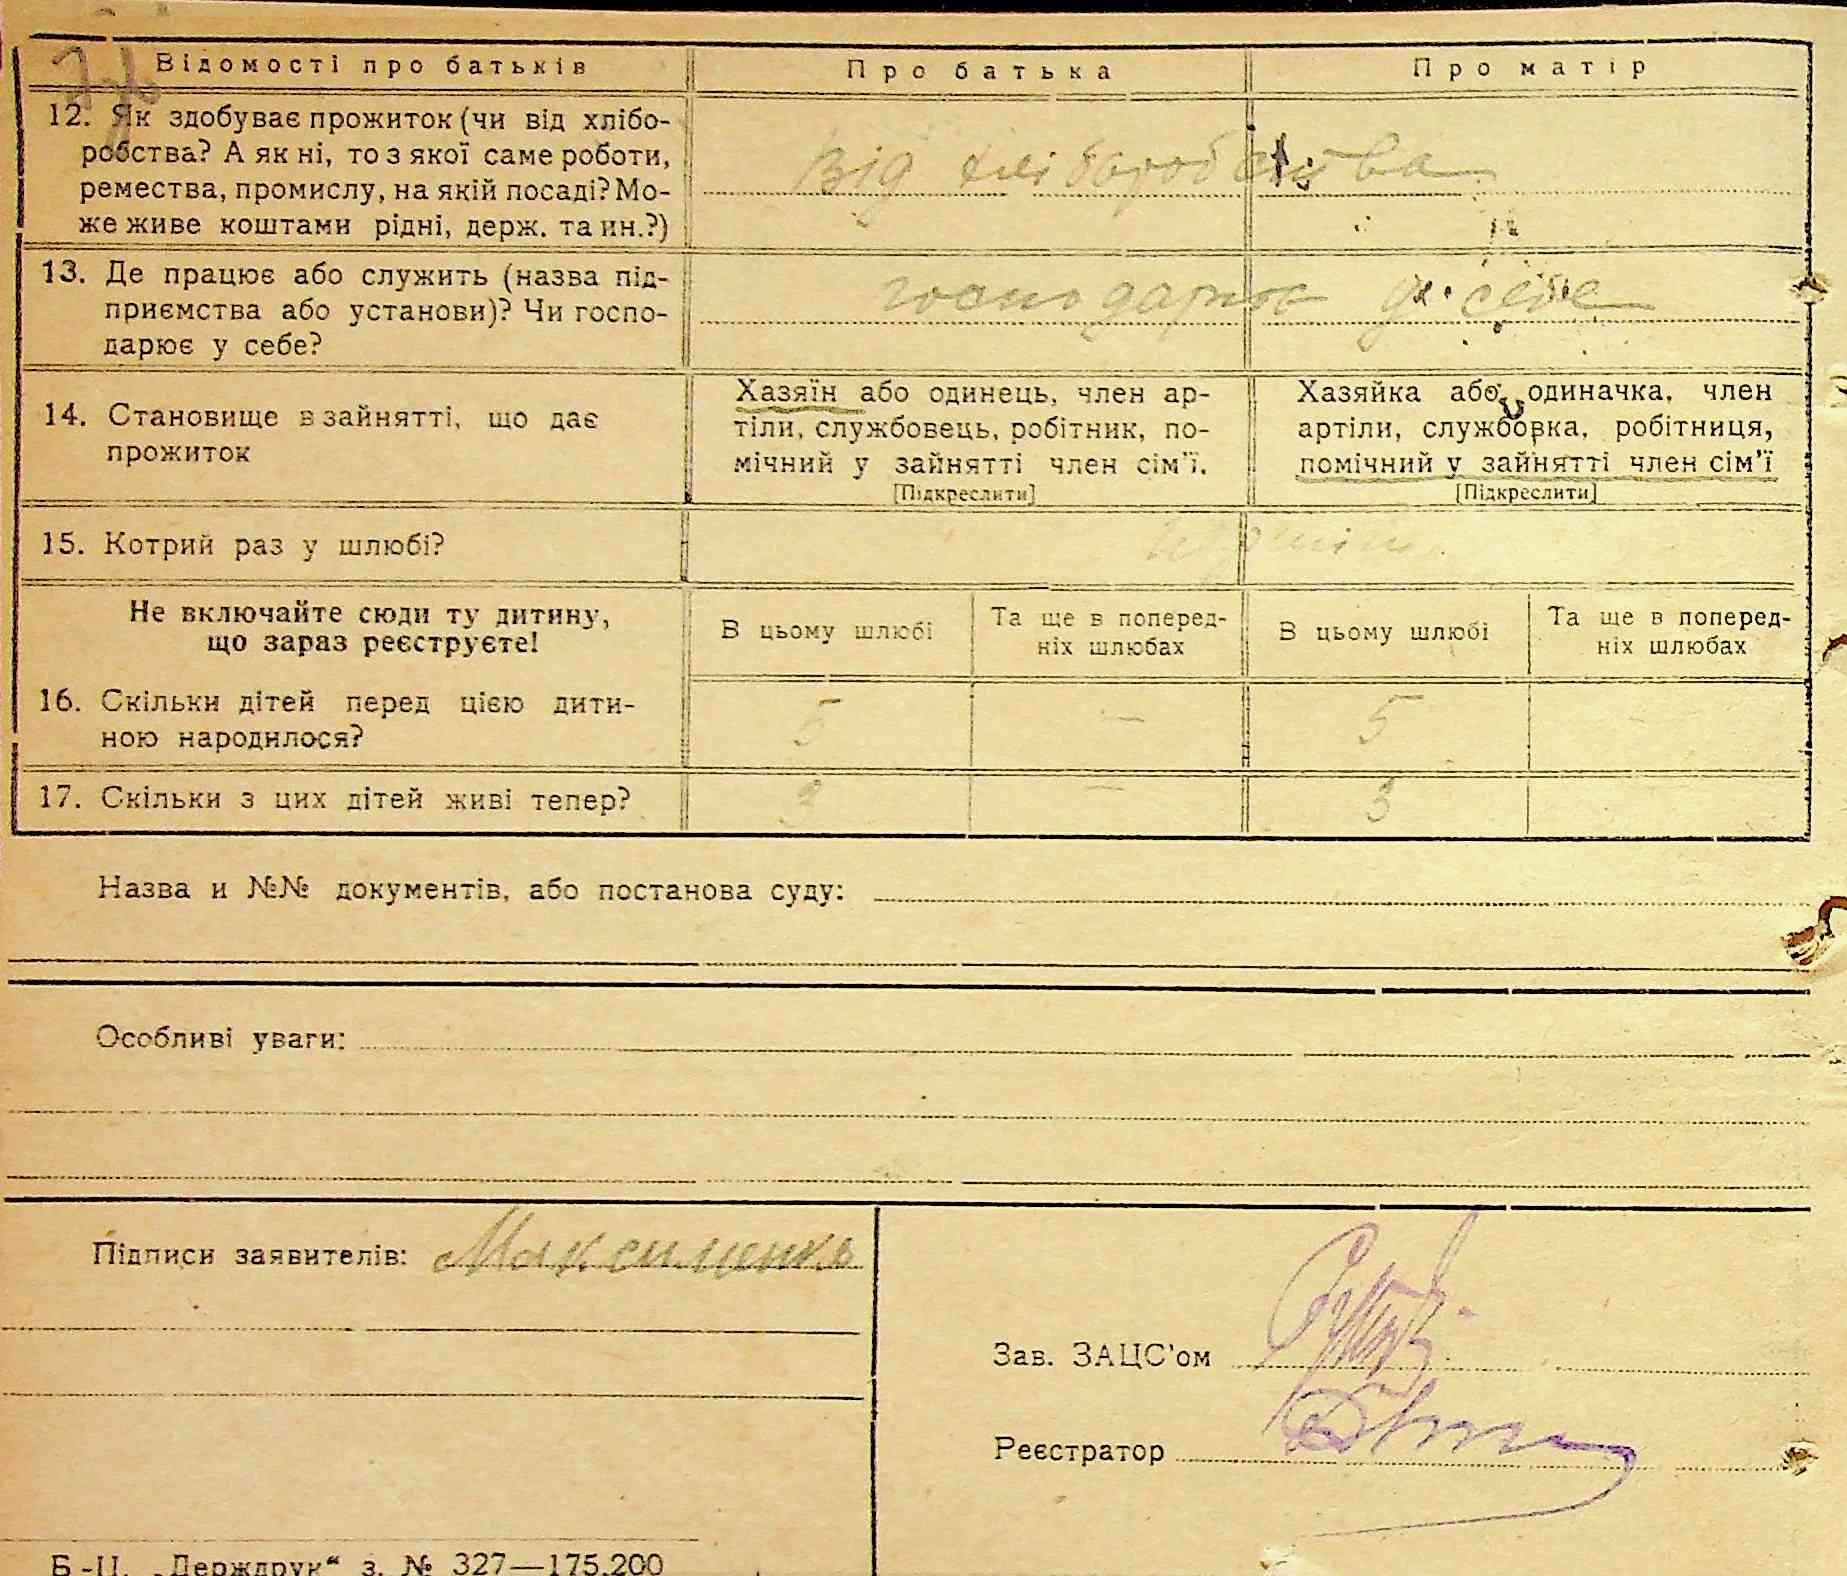 Відомості про батьків
Про батька
Про матір
12. Як здобуває прожиток (чи від хлібо-
робства? А як ні, то з якої саме роботи,
ремества, промислу, на якій посаді? Мо-
же живе коштами рідні, держ. та ин.?)
від хліборобства
13. Де працює або служить (назва під-
приємства або установи)? Чи госпо-
дарює у себе?
господарює у себе
14. Становище в зайнятті, що дає
прожиток
Хазяїн або одинець, член ар-
тіли, службовець, робітник, по-
мічний у зайнятті член сім'ї.
[Підкреслити]
Хазяйка або одиначка, член
артіли, службовка, робітниця,
помічний у зайнятті член сім'ї
[Підкреслити]
15. Котрий раз у шлюбі?
Не включайте сюди ту дитину,
що зараз реєструєте!
В цьому шлюбі
Та ще в поперед-
ніх шлюбах
В цьому шлюбі
Та ще в поперед-
ніх шлюбах
16. Скільки дітей перед цією дити-
ною народилося?
5 — 5
17. Скільки з цих дітей живі тепер?
3 — 3
Назва и №№ документів, або постанова суду:
Особливі уваги:
Підписи заявителів: Максименко
Зав. ЗАЦС'ом
Реєстратор
Б-Ц. „Держдрук“ з. № 327—175.200